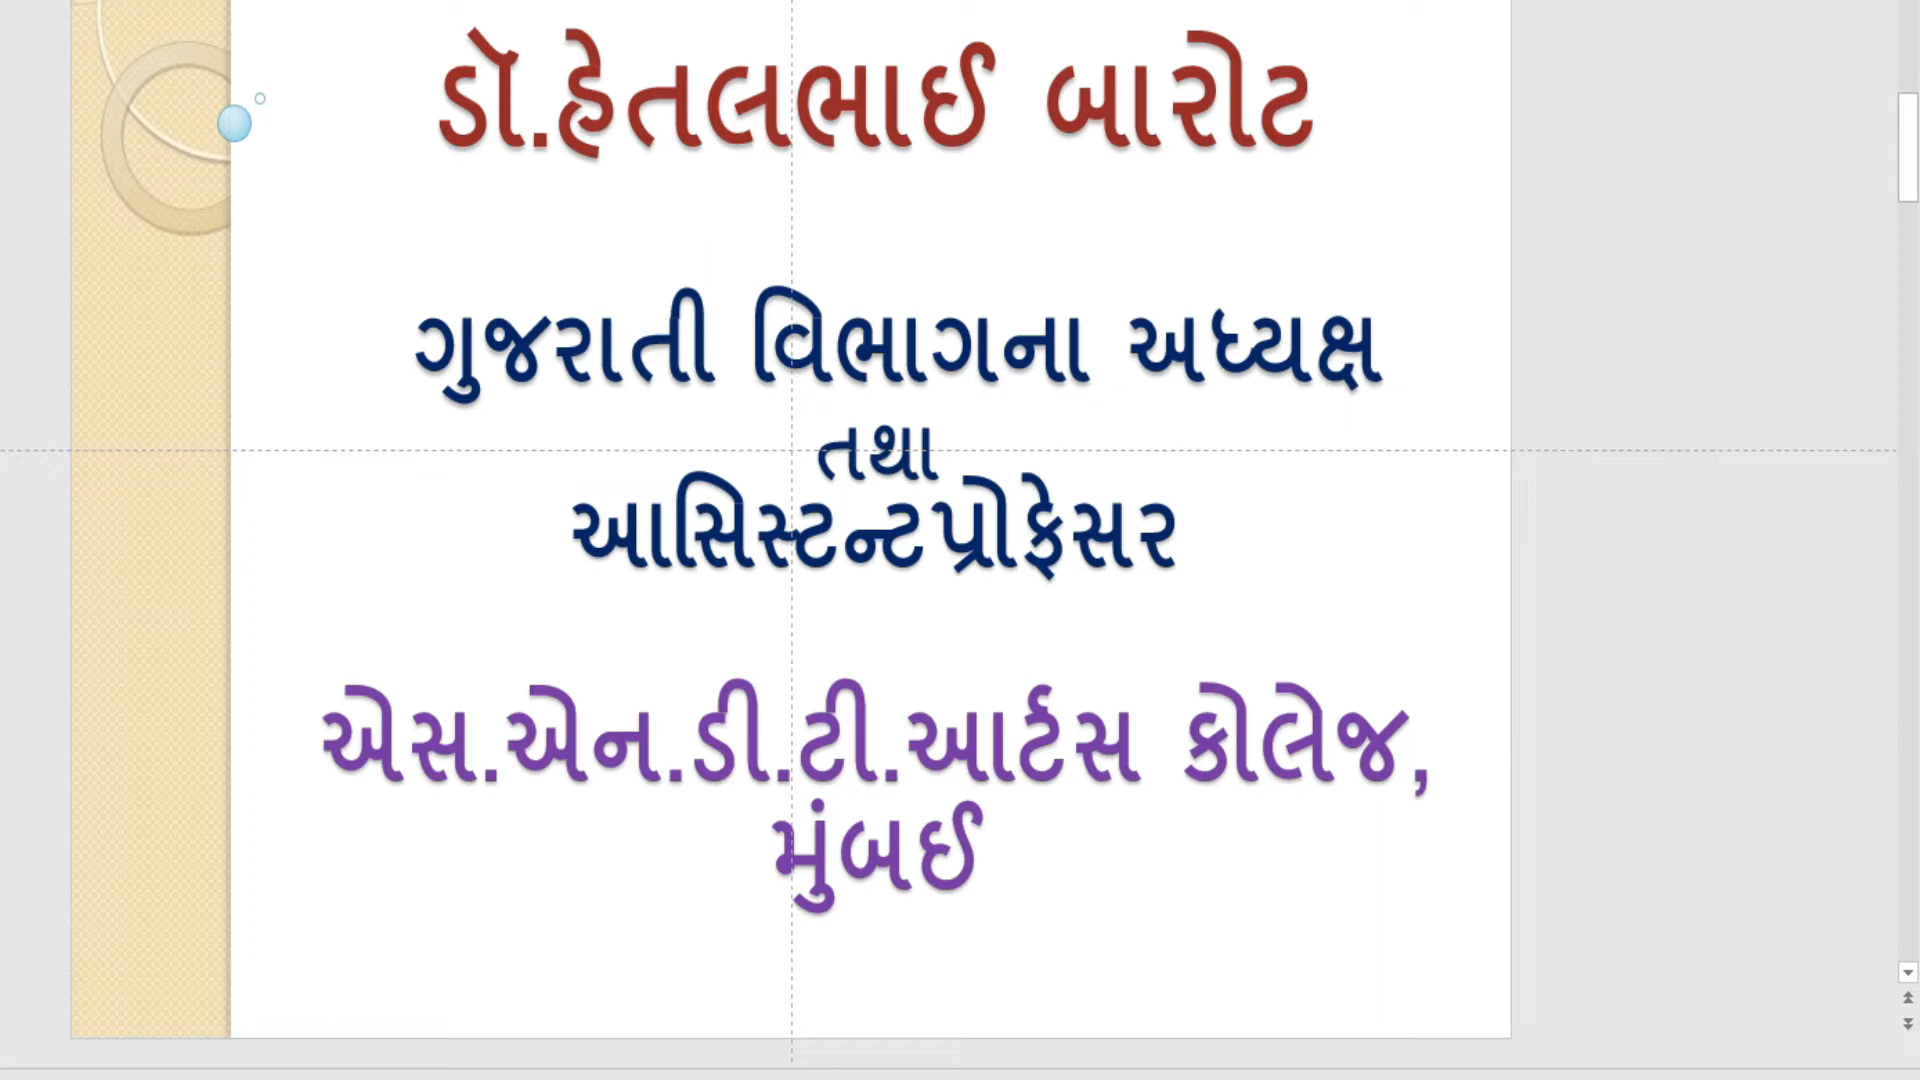 ડૉ.હેતલભાઈ બારોટ
ગુજરાતી વિભાગના અધ્યક્ષ
તથા
આસિસ્ટન્ટપ્રોફેસર
એસ.એન.ડી.ટી.આર્ટસ કોલેજ,
મુંબઈ